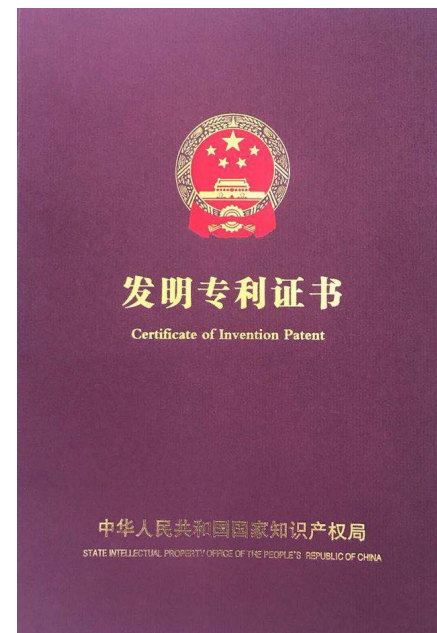 发明专利证书
Certificate of Invention Patent
中华人民共和国国家知识产权局
STATE INTELLECTUAL PROPERTY OFFICE OF THE PEOPLE'S REPUBLIC OF CHINA